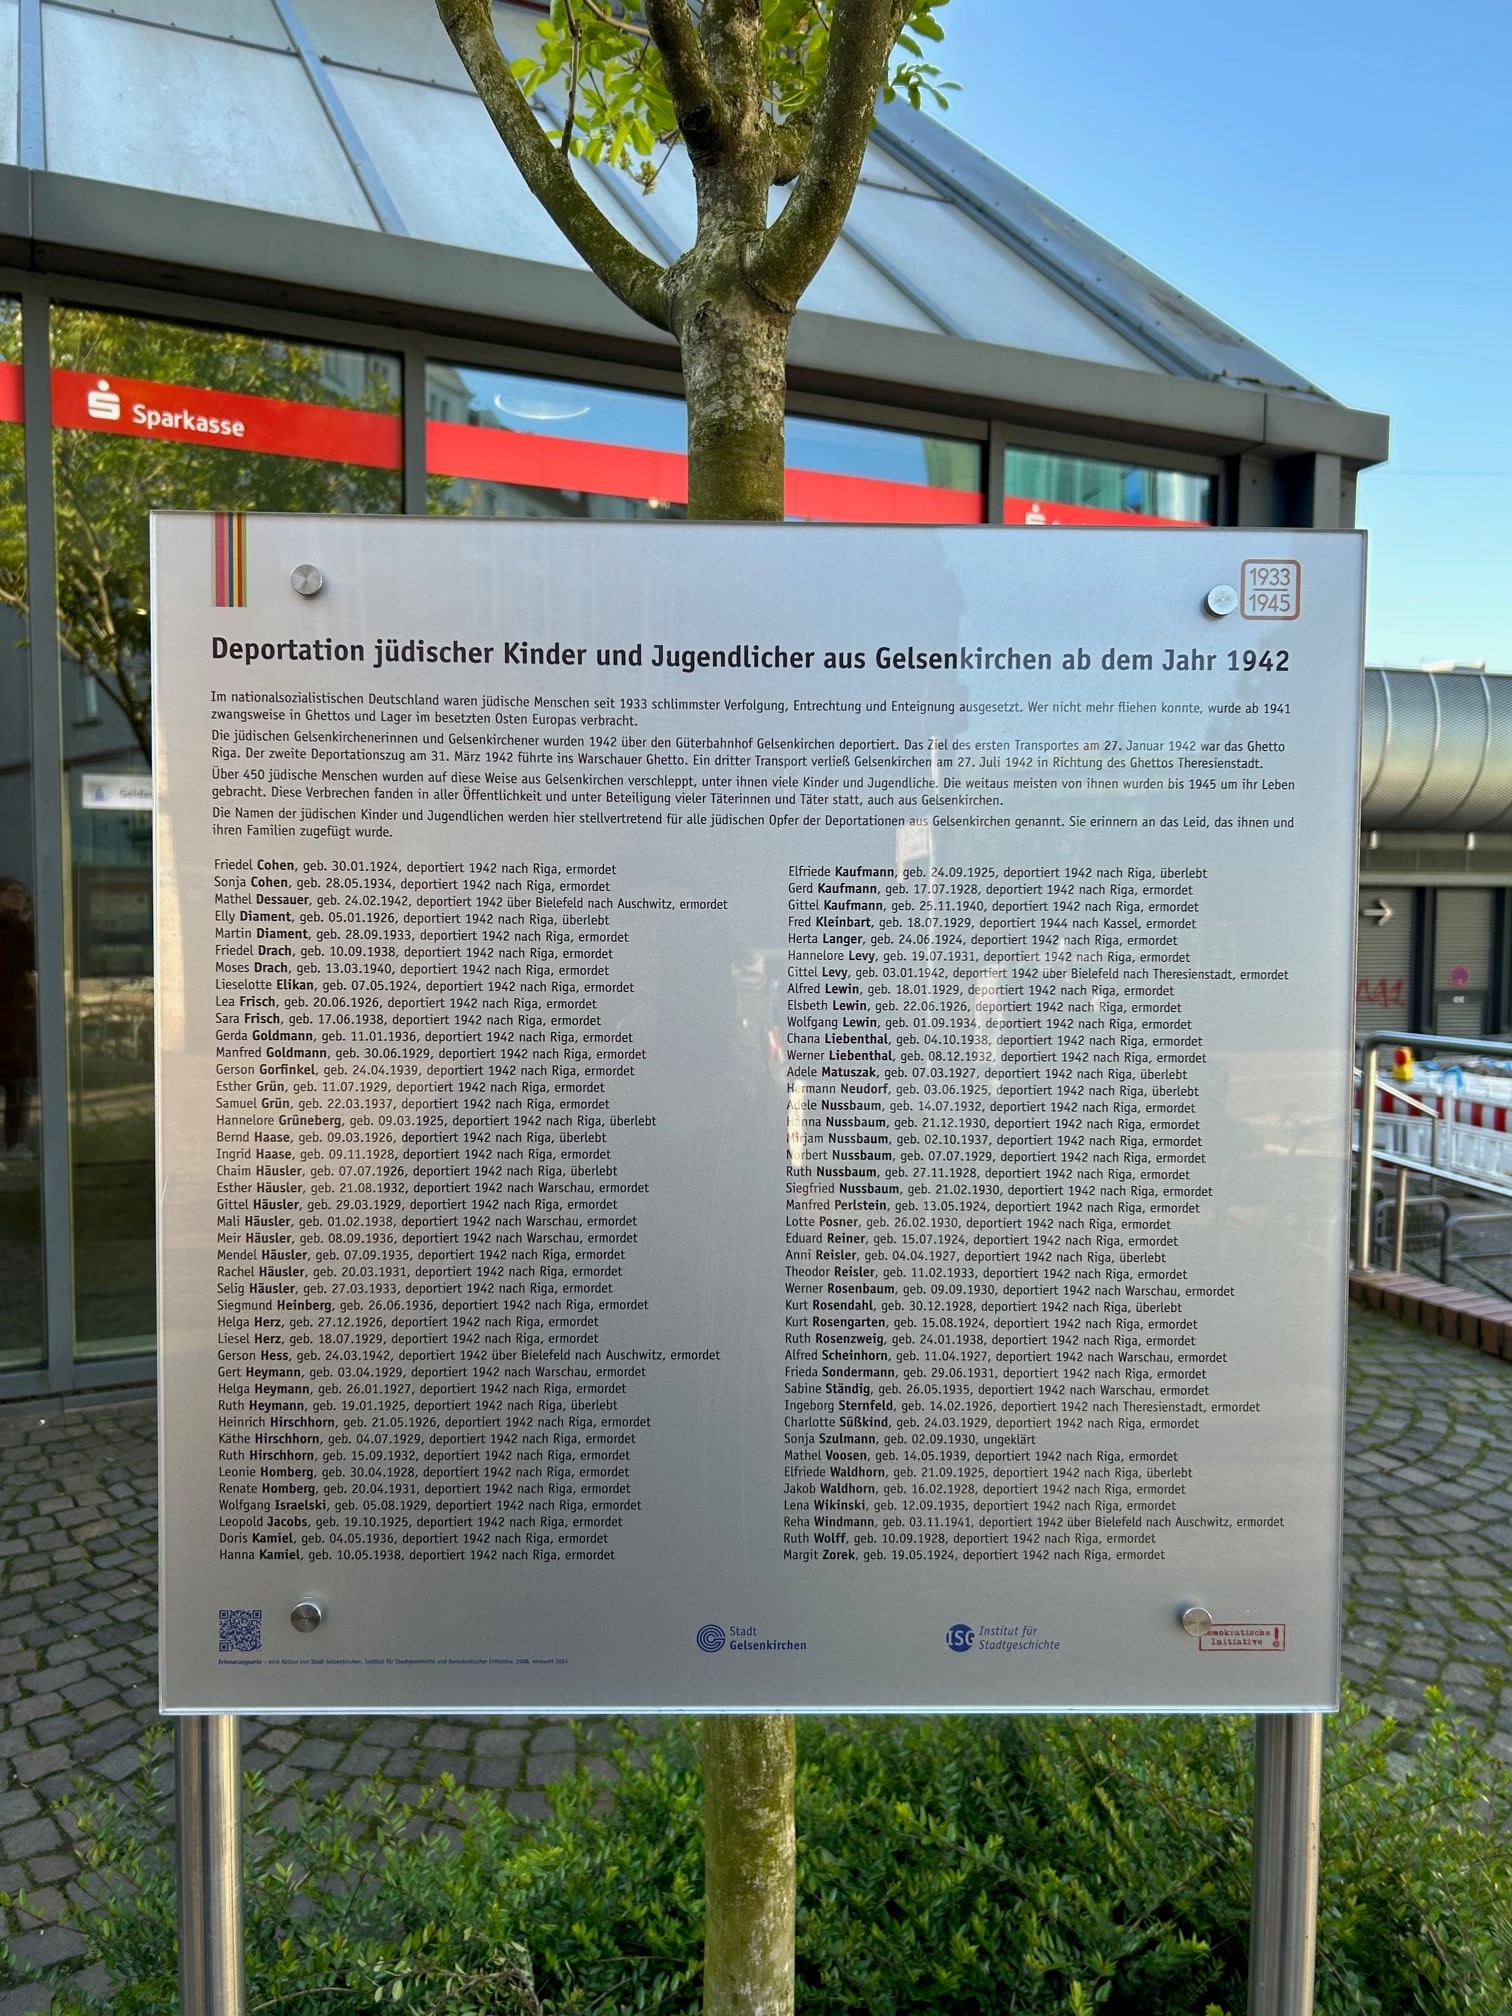 Sparkasse
1933
1945
Deportation jüdischer Kinder und Jugendlicher aus Gelsenkirchen ab dem Jahr 1942
Im nationalsozialistischen Deutschland waren jüdische Menschen seit 1933 schlimmster Verfolgung, Entrechtung und Enteignung ausgesetzt. Wer nicht mehr fliehen konnte, wurde ab 1941
zwangsweise in Ghettos und Lager im besetzten Osten Europas verbracht.
Die jüdischen Gelsenkirchenerinnen und Gelsenkirchener wurden 1942 über den Güterbahnhof Gelsenkirchen deportiert. Das Ziel des ersten Transportes am 27. Januar 1942 war das Ghetto
Riga. Der zweite Deportationszug am 31. März 1942 führte ins Warschauer Ghetto. Ein dritter Transport verließ Gelsenkirchen am 27. Juli 1942 in Richtung des Ghettos Theresienstadt.
Über 450 jüdische Menschen wurden auf diese Weise aus Gelsenkirchen verschleppt, unter ihnen viele Kinder und Jugendliche. Die weitaus meisten von ihnen wurden bis 1945 um ihr Leben
gebracht. Diese Verbrechen fanden in aller Öffentlichkeit und unter Beteiligung vieler Täterinnen und Täter statt, auch aus Gelsenkirchen.
Die Namen der jüdischen Kinder und Jugendlichen werden hier stellvertretend für alle jüdischen Opfer der Deportationen aus Gelsenkirchen genannt. Sie erinnern an das Leid, das ihnen und
ihren Familien zugefügt wurde.
Friedel Cohen, geb. 30.01.1924, deportiert 1942 nach Riga, ermordet
Sonja Cohen, geb. 28.05.1934, deportiert 1942 nach Riga, ermordet
Mathel Dessauer, geb. 24.02.1942, deportiert 1942 über Bielefeld nach Auschwitz, ermordet
Elly Diament, geb. 05.01.1926, deportiert 1942 nach Riga, überlebt
Martin Diament, geb. 28.09.1933, deportiert 1942 nach Riga, ermordet
Friedel Drach, geb. 10.09.1938, deportiert 1942 nach Riga, ermordet
Moses Drach, geb. 13.03.1940, deportiert 1942 nach Riga, ermordet
Lieselotte Elikan, geb. 07.05.1924, deportiert 1942 nach Riga, ermordet
Lea Frisch, geb. 20.06.1926, deportiert 1942 nach Riga, ermordet
Sara Frisch, geb. 17.06.1938, deportiert 1942 nach Riga, ermordet
Gerda Goldmann, geb. 11.01.1936, deportiert 1942 nach Riga, ermordet
Manfred Goldmann, geb. 30.06.1929, deportiert 1942 nach Riga, ermordet
Gerson Gorfinkel, geb. 24.04.1939, deportiert 1942 nach Riga, ermordet
Esther Grün, geb. 11.07.1929, deportiert 1942 nach Riga, ermordet
Samuel Grün, geb. 22.03.1937, deportiert 1942 nach Riga, ermordet
Hannelore Grüneberg, geb. 09.03.1925, deportiert 1942 nach Riga, überlebt
Bernd Haase, geb. 09.03.1926, deportiert 1942 nach Riga, überlebt
Ingrid Haase, geb. 09.11.1928, deportiert 1942 nach Riga, ermordet
Chaim Häusler, geb. 07.07.1926, deportiert 1942 nach Riga, überlebt
Esther Häusler, geb. 21.08.1932, deportiert 1942 nach Warschau, ermordet
Gittel Häusler, geb. 29.03.1929, deportiert 1942 nach Riga, ermordet
Mali Häusler, geb. 01.02.1938, deportiert 1942 nach Warschau, ermordet
Meir Häusler, geb. 08.09.1936, deportiert 1942 nach Warschau, ermordet
Mendel Häusler, geb. 07.09.1935, deportiert 1942 nach Riga, ermordet
Rachel Häusler, geb. 20.03.1931, deportiert 1942 nach Riga, ermordet
Selig Häusler, geb. 27.03.1933, deportiert 1942 nach Riga, ermordet
Siegmund Heinberg, geb. 26.06.1936, deportiert 1942 nach Riga, ermordet
Helga Herz, geb. 27.12.1926, deportiert 1942 nach Riga, ermordet
Liesel Herz, geb. 18.07.1929, deportiert 1942 nach Riga, ermordet
Gerson Hess, geb. 24.03.1942, deportiert 1942 über Bielefeld nach Auschwitz, ermordet
Gert Heymann, geb. 03.04.1929, deportiert 1942 nach Warschau, ermordet
Helga Heymann, geb. 26.01.1927, deportiert 1942 nach Riga, ermordet
Ruth Heymann, geb. 19.01.1925, deportiert 1942 nach Riga, überlebt
Heinrich Hirschhorn, geb. 21.05.1926, deportiert 1942 nach Riga, ermordet
Käthe Hirschhorn, geb. 04.07.1929, deportiert 1942 nach Riga, ermordet
Ruth Hirschhorn, geb. 15.09.1932, deportiert 1942 nach Riga, ermordet
Leonie Homberg, geb. 30.04.1928, deportiert 1942 nach Riga, ermordet
Renate Homberg, geb. 20.04.1931, deportiert 1942 nach Riga, ermordet
Wolfgang Israelski, geb. 05.08.1929, deportiert 1942 nach Riga, ermordet
Leopold Jacobs, geb. 19.10.1925, deportiert 1942 nach Riga, ermordet
Doris Kamiel, geb. 04.05.1936, deportiert 1942 nach Riga, ermordet
Hanna Kamiel, geb. 10.05.1938, deportiert 1942 nach Riga, ermordet
Elfriede Kaufmann, geb. 24.09.1925, deportiert 1942 nach Riga, überlebt
Gerd Kaufmann, geb. 17.07.1928, deportiert 1942 nach Riga, ermordet
Gittel Kaufmann, geb. 25.11.1940, deportiert 1942 nach Riga, ermordet
Fred Kleinbart, geb. 18.07.1929, deportiert 1944 nach Kassel, ermordet
Herta Langer, geb. 24.06.1924, deportiert 1942 nach Riga, ermordet
Hannelore Levy, geb. 19.07.1931, deportiert 1942 nach Riga, ermordet
Gittel Levy, geb. 03.01.1942, deportiert 1942 über Bielefeld nach Theresienstadt, ermordet
Alfred Lewin, geb. 18.01.1929, deportiert 1942 nach Riga, ermordet
Elsbeth Lewin, geb. 22.06.1926, deportiert 1942 nach Riga, ermordet
Wolfgang Lewin, geb. 01.09.1934, deportiert 1942 nach Riga, ermordet
Chana Liebenthal, geb. 04.10.1938, deportiert 1942 nach Riga, ermordet
Werner Liebenthal, geb. 08.12.1932, deportiert 1942 nach Riga, ermordet
Adele Matuszak, geb. 07.03.1927, deportiert 1942 nach Riga, überlebt
Hermann Neudorf, geb. 03.06.1925, deportiert 1942 nach Riga, überlebt
Adele Nussbaum, geb. 14.07.1932, deportiert 1942 nach Riga, ermordet
Hanna Nussbaum, geb. 21.12.1930, deportiert 1942 nach Riga, ermordet
Mirjam Nussbaum, geb. 02.10.1937, deportiert 1942 nach Riga, ermordet
Norbert Nussbaum, geb. 07.07.1929, deportiert 1942 nach Riga, ermordet
Ruth Nussbaum, geb. 27.11.1928, deportiert 1942 nach Riga, ermordet
Siegfried Nussbaum, geb. 21.02.1930, deportiert 1942 nach Riga, ermordet
Manfred Perlstein, geb. 13.05.1924, deportiert 1942 nach Riga, ermordet
Lotte Posner, geb. 26.02.1930, deportiert 1942 nach Riga, ermordet
Eduard Reiner, geb. 15.07.1924, deportiert 1942 nach Riga, ermordet
Anni Reisler, geb. 04.04.1927, deportiert 1942 nach Riga, überlebt
Theodor Reisler, geb. 11.02.1933, deportiert 1942 nach Riga, ermordet
Werner Rosenbaum, geb. 09.09.1930, deportiert 1942 nach Warschau, ermordet
Kurt Rosendahl, geb. 30.12.1928, deportiert 1942 nach Riga, überlebt
Kurt Rosengarten, geb. 15.08.1924, deportiert 1942 nach Riga, ermordet
Ruth Rosenzweig, geb. 24.01.1938, deportiert 1942 nach Riga, ermordet
Alfred Scheinhorn, geb. 11.04.1927, deportiert 1942 nach Warschau, ermordet
Frieda Sondermann, geb. 29.06.1931, deportiert 1942 nach Riga, ermordet
Sabine Ständig, geb. 26.05.1935, deportiert 1942 nach Warschau, ermordet
Ingeborg Sternfeld, geb. 14.02.1926, deportiert 1942 nach Theresienstadt, ermordet
Charlotte Süßkind, geb. 24.03.1929, deportiert 1942 nach Riga, ermordet
Sonja Szulmann, geb. 02.09.1930, ungeklärt
Mathel Voosen, geb. 14.05.1939, deportiert 1942 nach Riga, ermordet
Elfriede Waldhorn, geb. 21.09.1925, deportiert 1942 nach Riga, überlebt
Jakob Waldhorn, geb. 16.02.1928, deportiert 1942 nach Riga, ermordet
Lena Wikinski, geb. 12.09.1935, deportiert 1942 nach Riga, ermordet
Reha Windmann, geb. 03.11.1941, deportiert 1942 über Bielefeld nach Auschwitz, ermordet
Ruth Wolff, geb. 10.09.1928, deportiert 1942 nach Riga, ermordet
Margit Zorek, geb. 19.05.1924, deportiert 1942 nach Riga, ermordet
Stadt
Gelsenkirchen
ISG
Institut für
Stadtgeschichte
mokratische
Initiative !
Erinnerungsorte – eine Aktion von Stadt Gelsenkirchen, Institut für Stadtgeschichte und Demokratischer Initiative, 2008, erneuert 2024